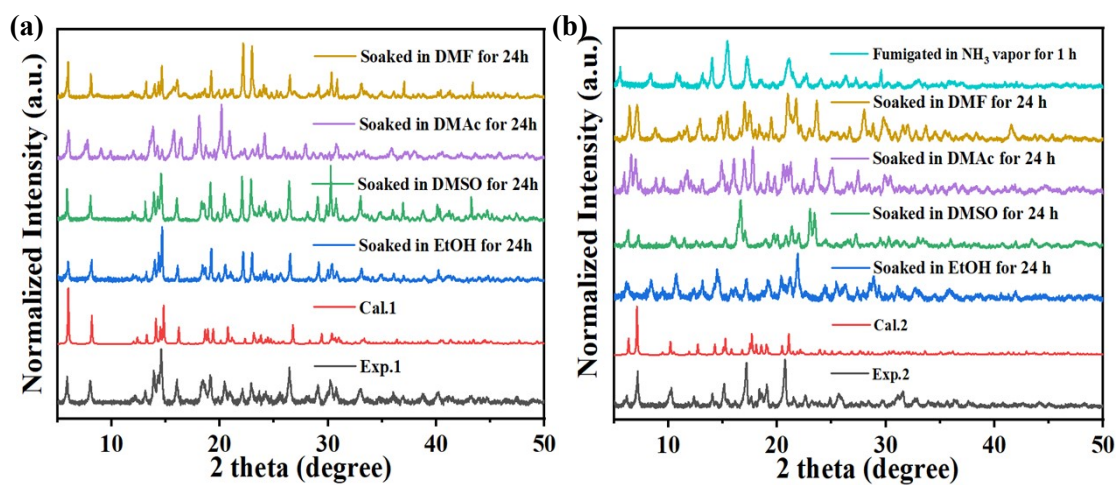 (a)
Normalized Intensity (a.u.)
Soaked in DMF for 24h
Soaked in DMAc for 24h
Soaked in DMSO for 24h
Soaked in EtOH for 24h
Cal.1
Exp.1
10
20
30
40
50
2 theta (degree)
(b)
Normalized Intensity (a.u.)
Fumigated in NH₃ vapor for 1 h
Soaked in DMF for 24 h
Soaked in DMAc for 24 h
Soaked in DMSO for 24 h
Soaked in EtOH for 24 h
Cal.2
Exp.2
10
20
30
40
50
2 theta (degree)